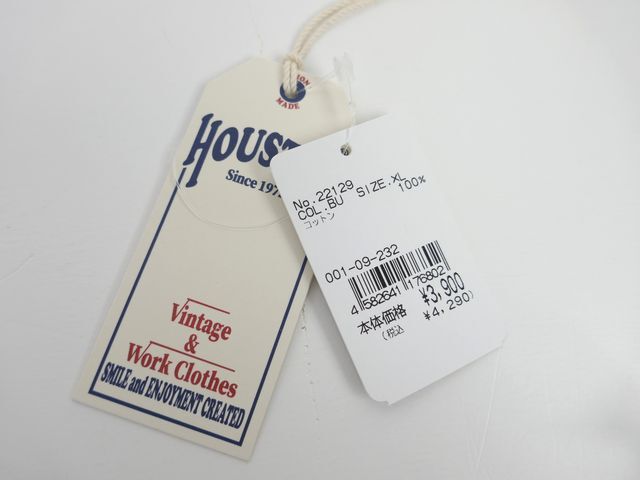 MADE
HOUST
Since 197
Vintage
&
Work Clothes
SMILE and ENJOYMENT CREATED
No.22129
COL.BU SIZE.XL
コットン 100%
001-09-232
4 582641 176802
本体価格 ¥3,900
(税込 ¥4,290)